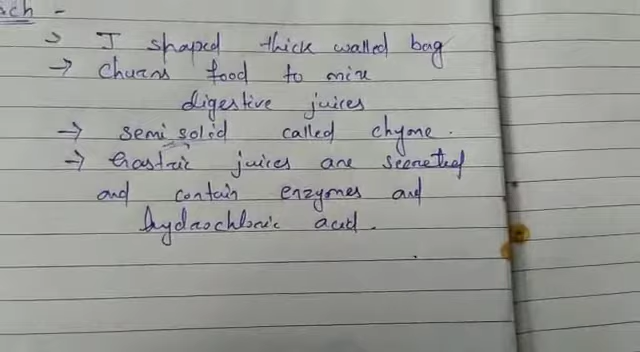 ach -
> J shaped thick walled bag
→ Churns food to mix
digestive juices
→ semi solid called chyme.
→ Gastric juices are secreted
and contain enzymes and
hydrochloric acid.